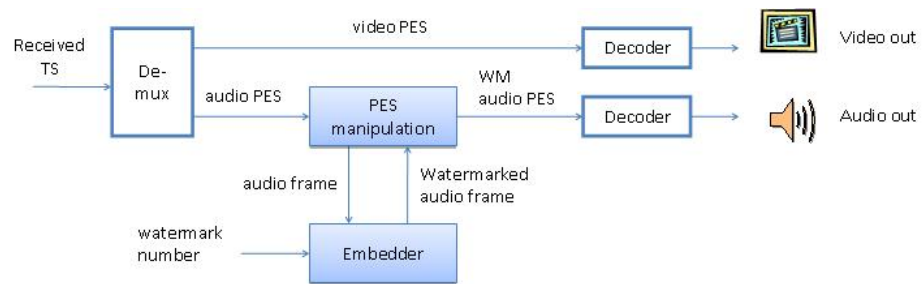 Received
TS
De-
mux
video PES
Decoder
Video out
audio PES
PES
manipulation
WM
audio PES
Decoder
Audio out
audio frame
Watermarked
audio frame
watermark
number
Embedder